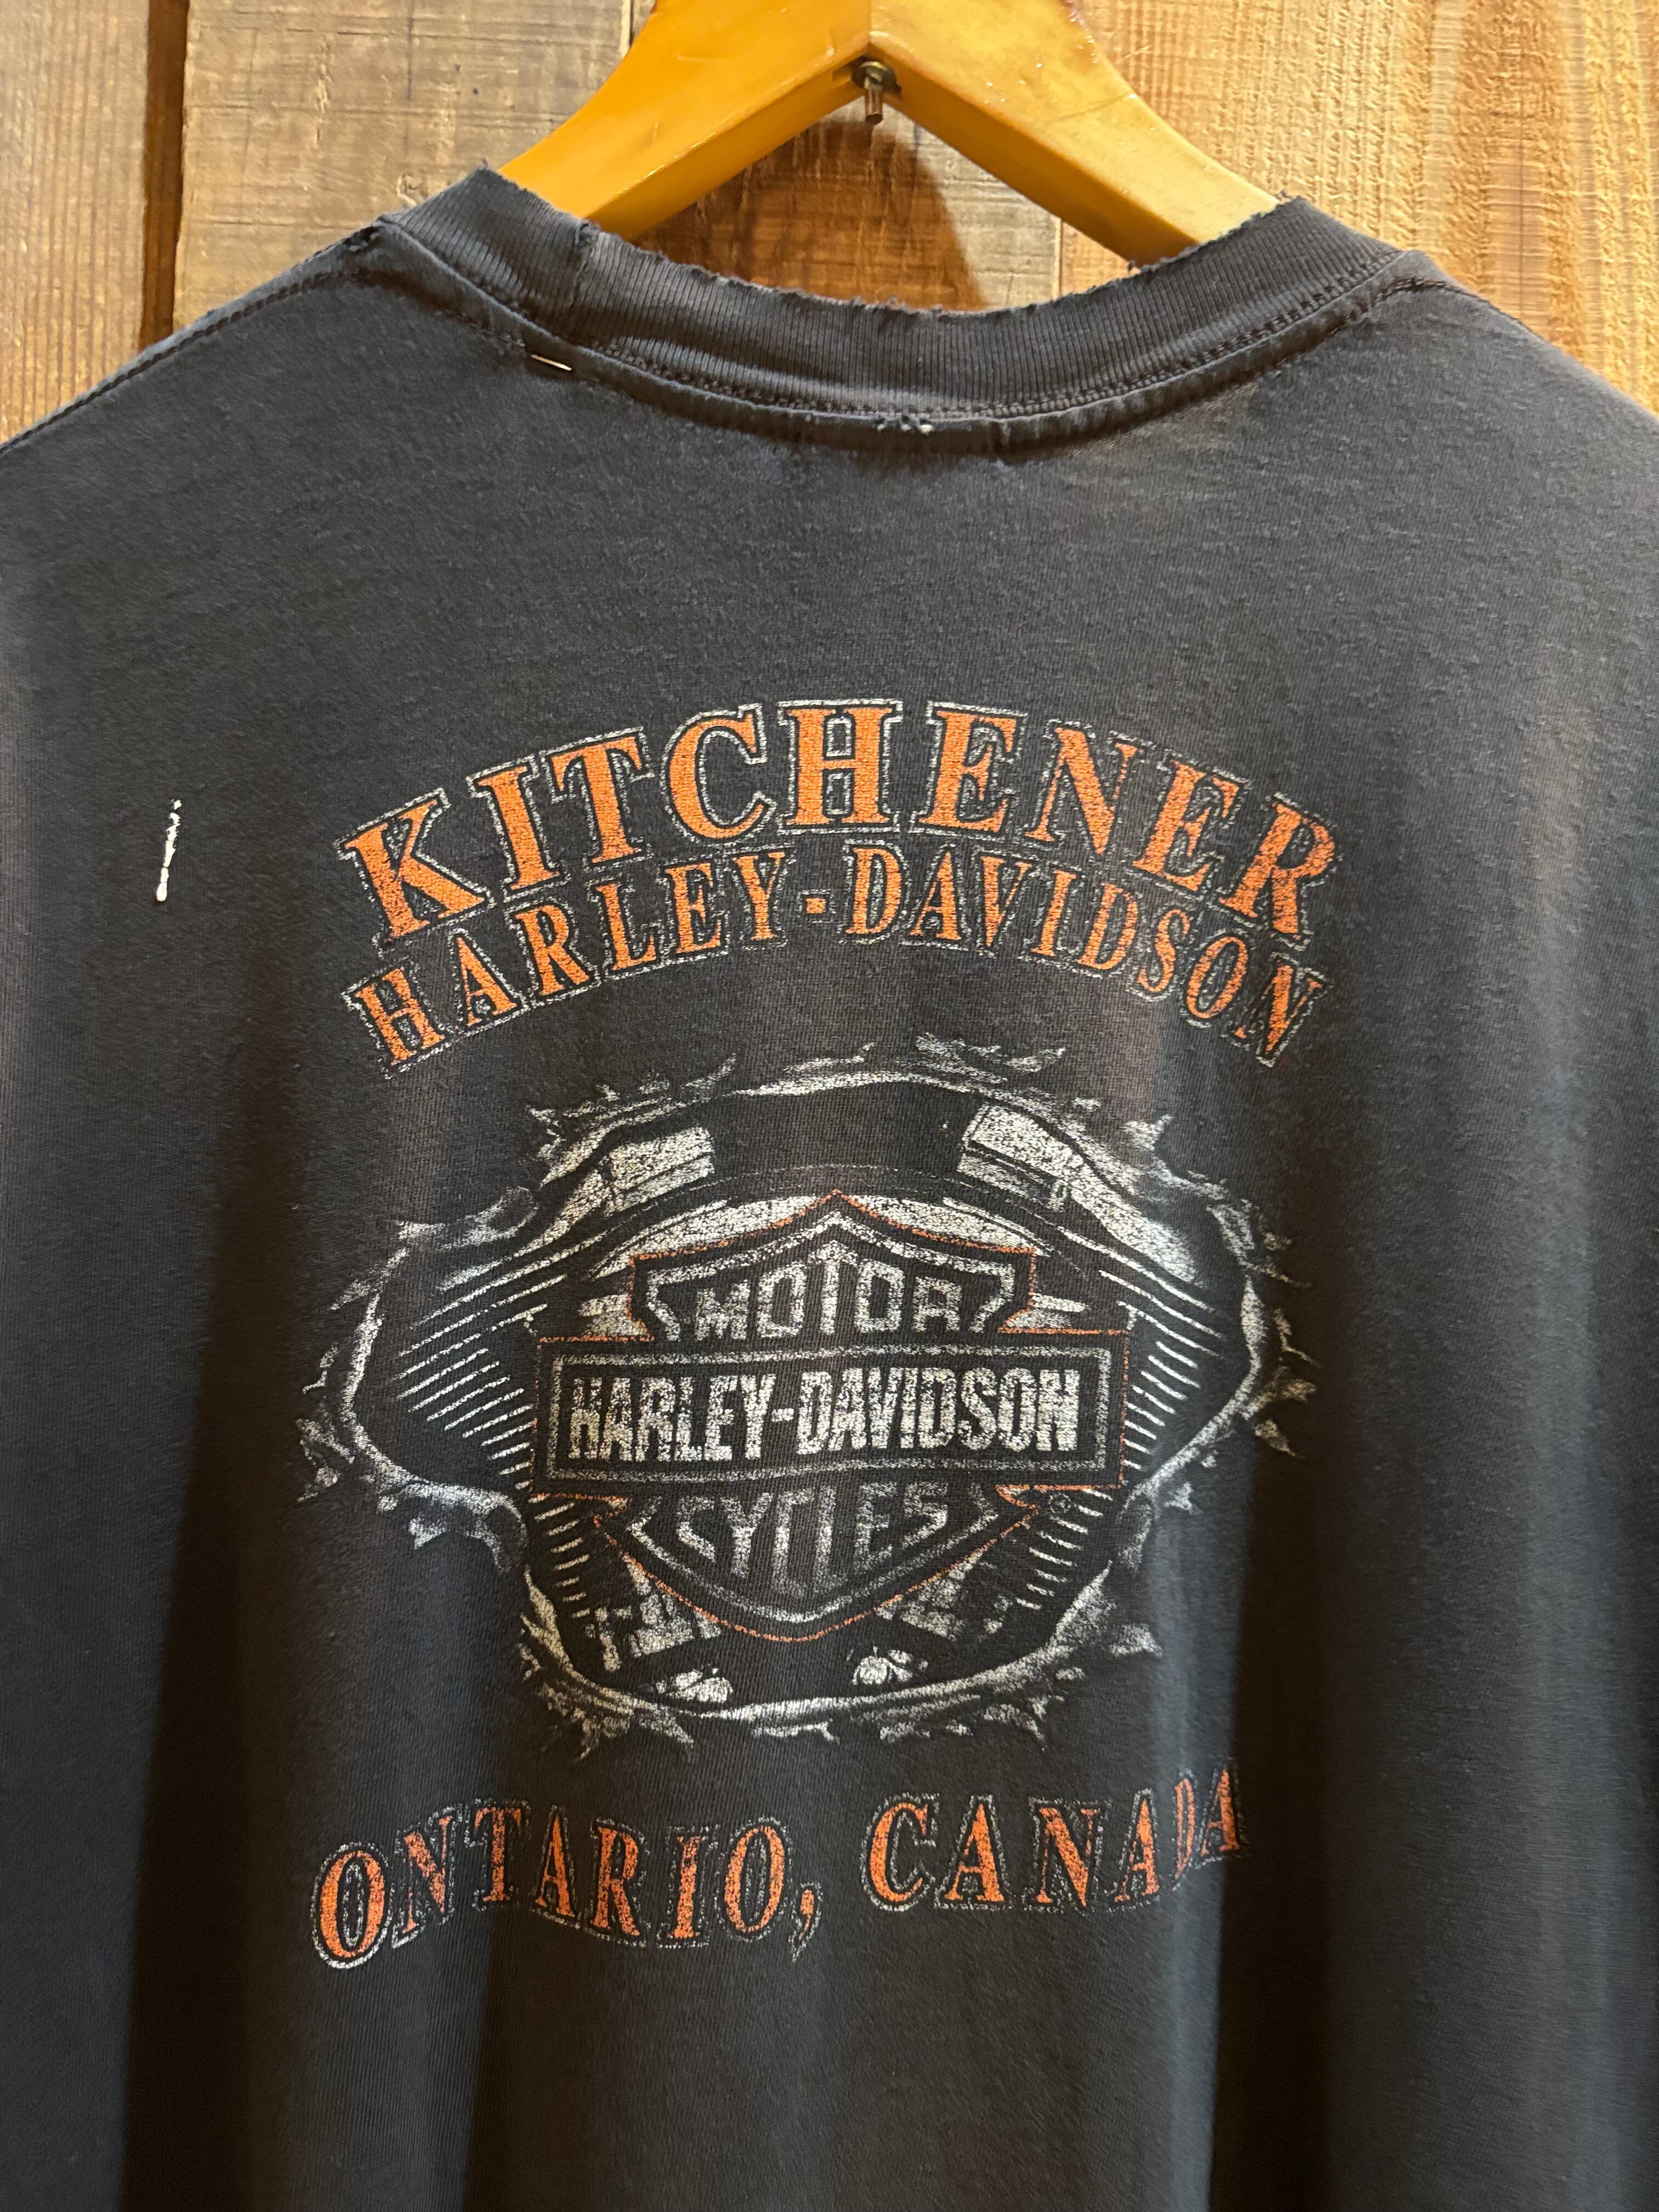 KITCHENER
HARLEY-DAVIDSON
MOTOR
HARLEY-DAVIDSON
CYCLES
®
ONTARIO, CANADA